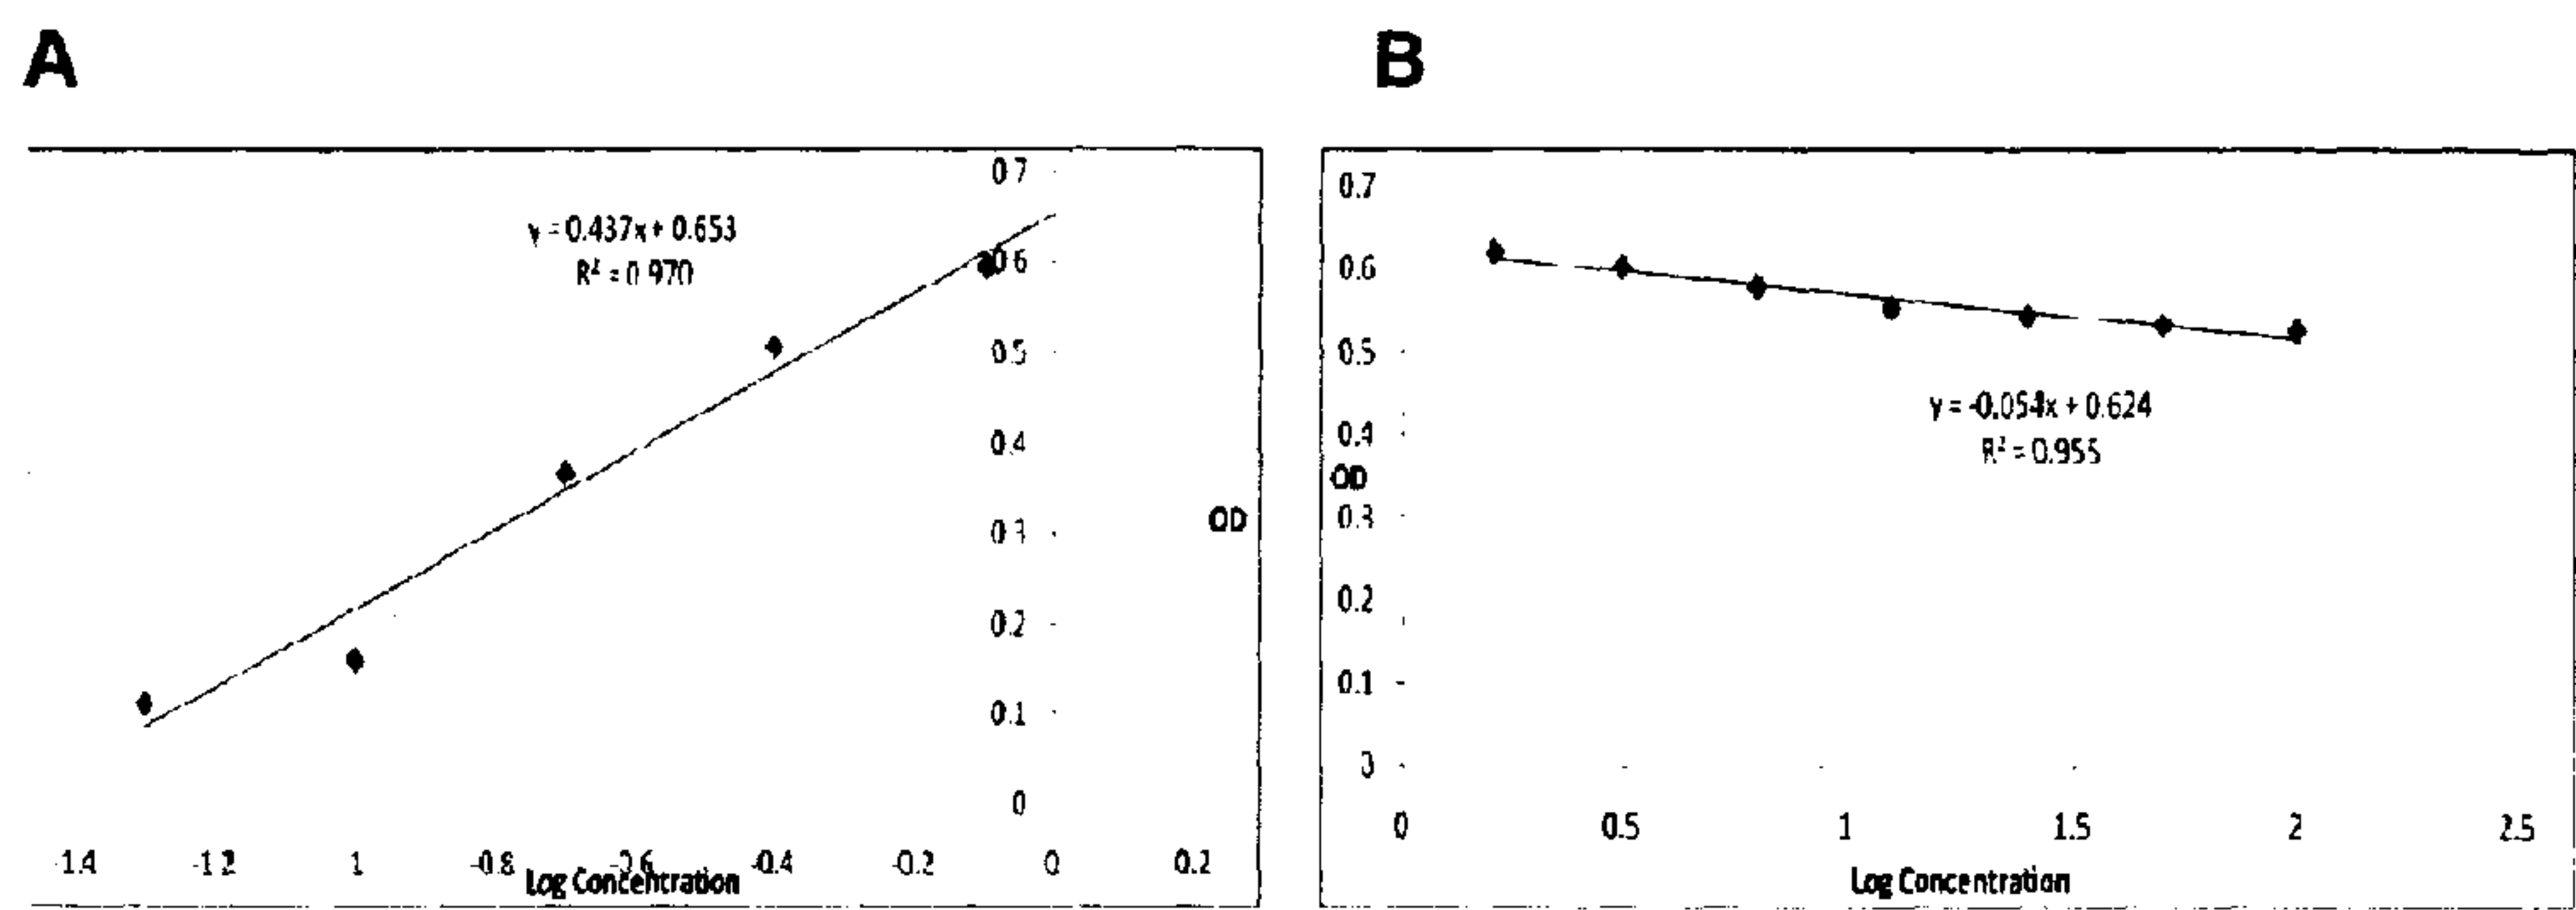 A
B
0.7
y = 0.437x + 0.653
R² = 0.970
0.6
0.5
0.4
0.3
OD
0.2
0.1
0
-1.4 -1.2 1 -0.8 -0.6 -0.4 -0.2 0 0.2
Log Concentration
0.7
0.6
0.5
y = -0.054x + 0.624
0.4
R² = 0.955
OD
0.3
0.2
0.1
0
0 0.5 1 1.5 2 2.5
Log Concentration